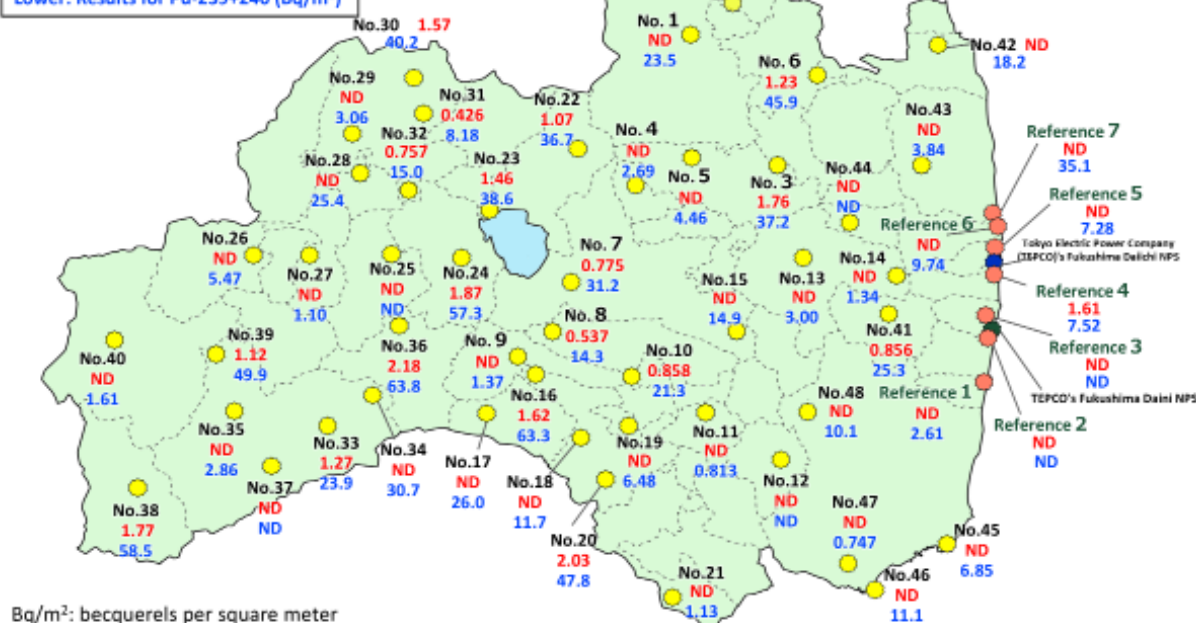 Lower: Results for Pu-239+240 (Bq/m²)
No.30 1.57
40.2
No. 1
ND
23.5
No. 6
1.23
45.9
No.42 ND
18.2
No.29
ND
3.06
No.31
0.426
8.18
No.22
1.07
36.7
No.43
ND
3.84
No.32
0.757
15.0
No. 4
ND
2.69
Reference 7
ND
35.1
No.28
ND
25.4
No.23
1.46
38.6
No. 5
ND
4.46
No. 3
1.76
37.2
No.44
ND
ND
Reference 5
ND
7.28
Reference 6
ND
9.74
Tokyo Electric Power Company
(TEPCO)'s Fukushima Daiichi NPS
No.26
ND
5.47
No.27
ND
1.10
No.25
ND
ND
No.24
1.87
57.3
No. 7
0.775
31.2
No.15
ND
14.9
No.13
ND
3.00
No.14
ND
1.34
Reference 4
1.61
7.52
No.40
ND
1.61
No.39
1.12
49.9
No.36
2.18
63.8
No. 9
ND
1.37
No. 8
0.537
14.3
No.10
0.858
21.3
No.41
0.856
25.3
Reference 3
ND
ND
TEPCO's Fukushima Daini NPS
No.16
1.62
63.3
No.48
ND
10.1
Reference 1
ND
2.61
Reference 2
ND
ND
No.35
ND
2.86
No.33
1.27
23.9
No.34
ND
30.7
No.17
ND
26.0
No.18
ND
11.7
No.19
ND
6.48
No.11
ND
0.813
No.12
ND
ND
No.37
ND
ND
No.38
1.77
58.5
No.20
2.03
47.8
No.47
ND
0.747
No.45
ND
6.85
No.21
ND
1.13
No.46
ND
11.1
Bq/m²: becquerels per square meter